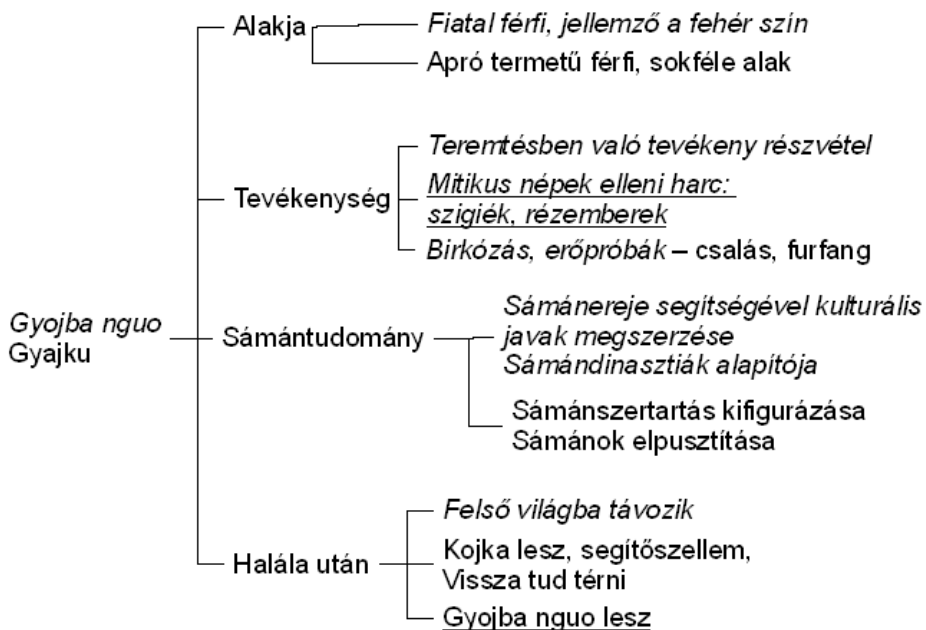 Alakja
Fiatal férfi, jellemző a fehér szín
Apró termetű férfi, sokféle alak
Tevékenység
Teremtésben való tevékeny részvétel
Mitikus népek elleni harc:
szigiék, rézemberek
Birkózás, erőpróbák – csalás, furfang
Gyojba nguo
Gyajku
Sámántudomány
Sámánereje segítségével kulturális
javak megszerzése
Sámándinasztiák alapítója
Sámánszertartás kifigurázása
Sámánok elpusztítása
Halála után
Felső világba távozik
Kojka lesz, segítőszellem,
Vissza tud térni
Gyojba nguo lesz